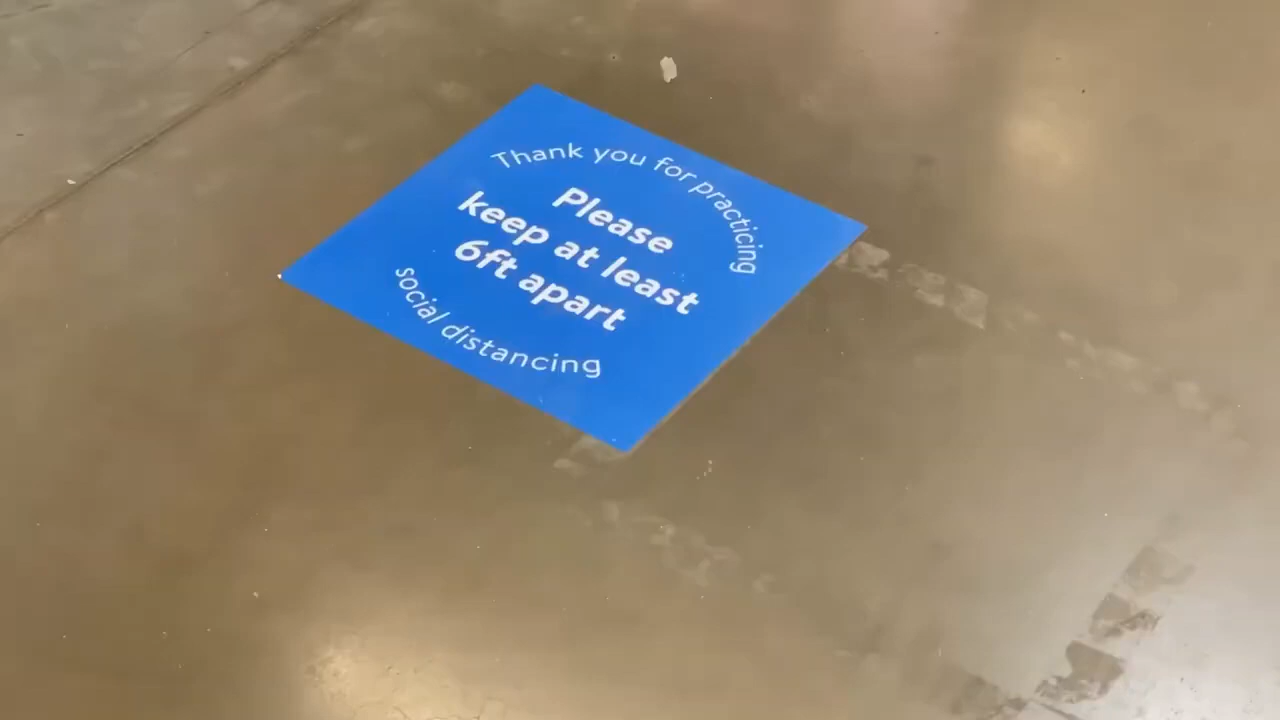 Thank you for practicing
Please
keep at least
6ft apart
social distancing